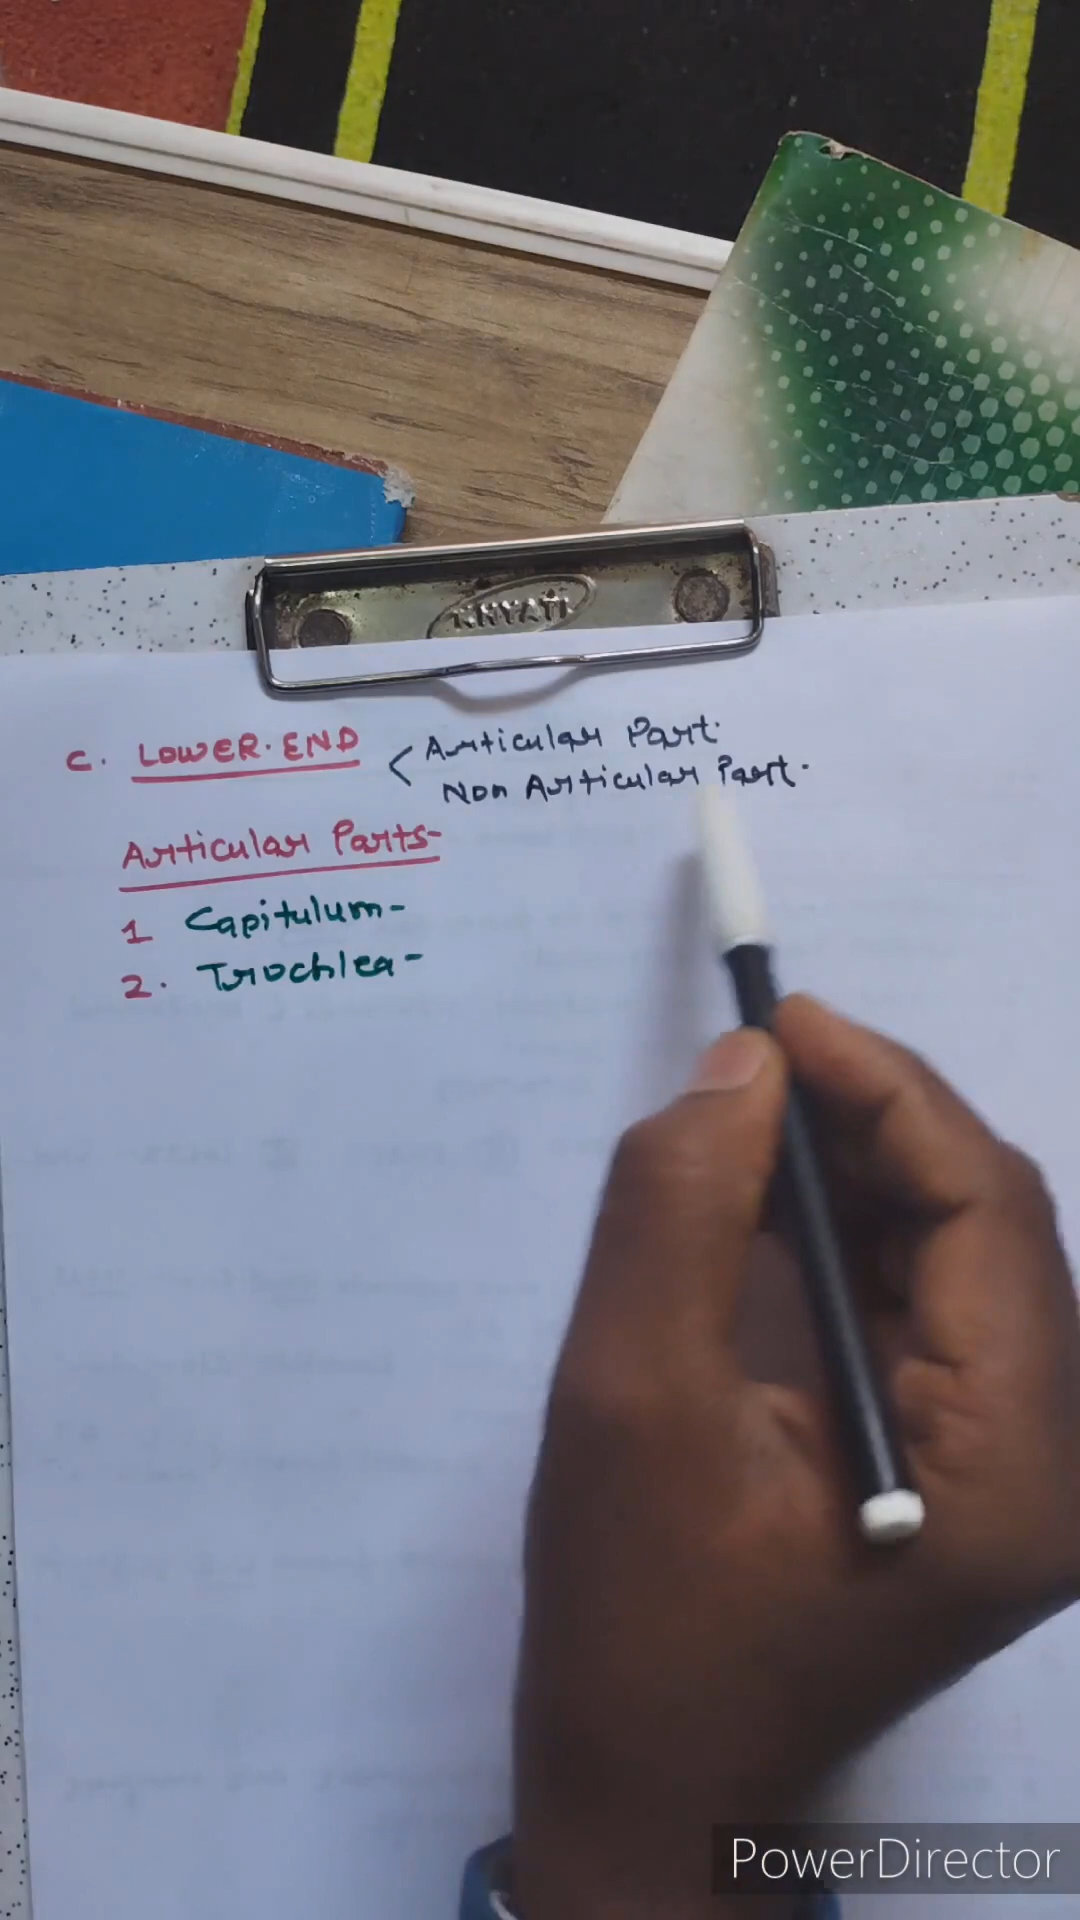 KHYATI
C. LOWER.END < Articular Part.
Non Articular Part.
Articular Parts-
1 Capitulum-
2. Trochlea-
PowerDirector